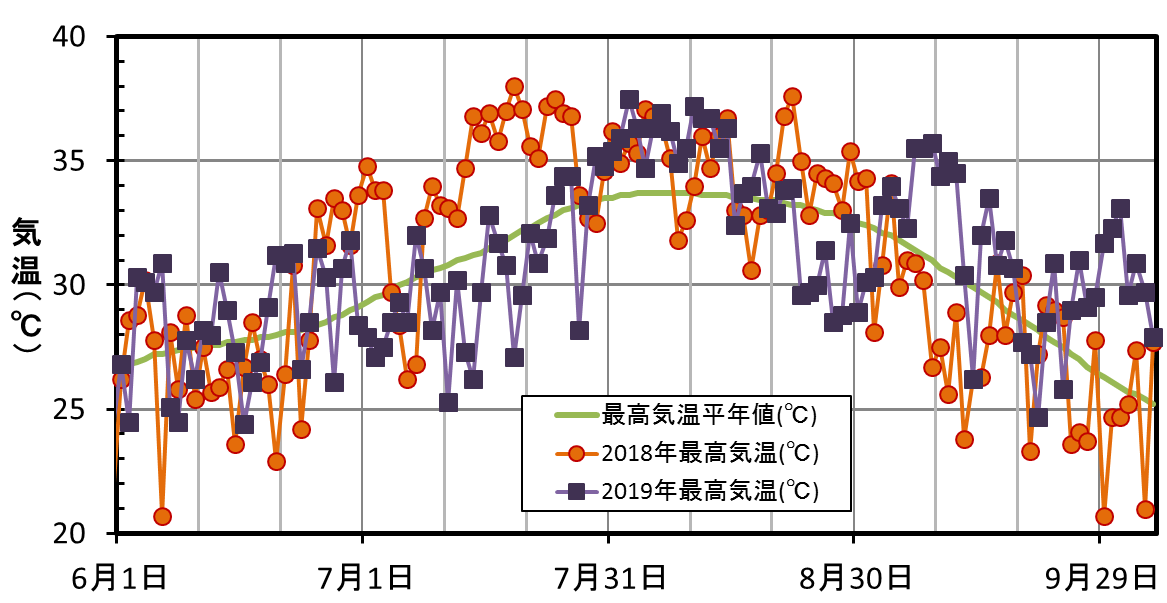 40
35
30
25
20
気温(℃)
最高気温平年値(℃)
2018年最高気温(℃)
2019年最高気温(℃)
6月1日
7月1日
7月31日
8月30日
9月29日